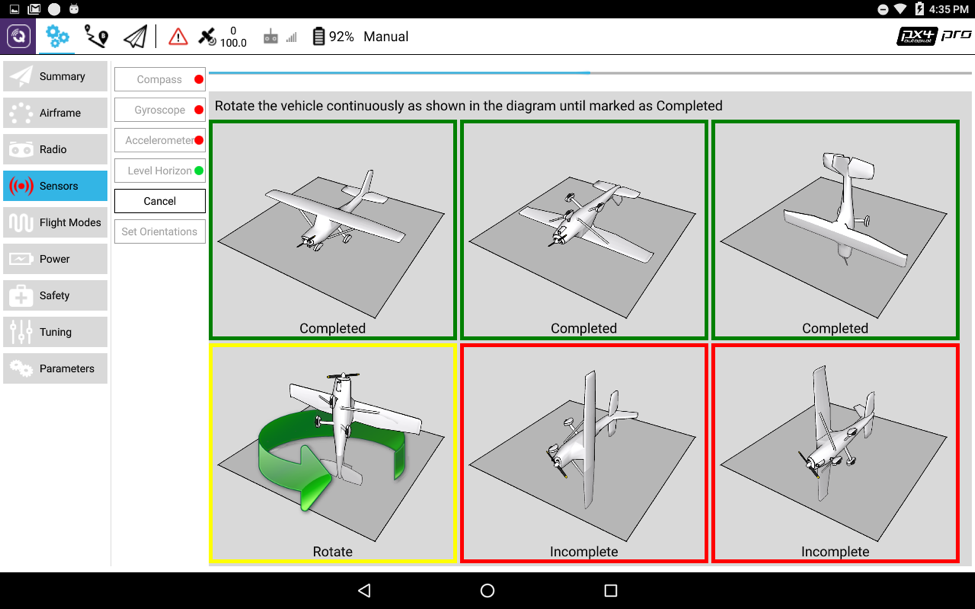 4:35 PM
0
100.0
92%
Manual
px4
AUTOPILOT
pro
Summary
Airframe
Radio
Sensors
Flight Modes
Power
Safety
Tuning
Parameters
Compass
Gyroscope
Accelerometer
Level Horizon
Cancel
Set Orientations
Rotate the vehicle continuously as shown in the diagram until marked as Completed
Completed
Completed
Completed
Rotate
Incomplete
Incomplete